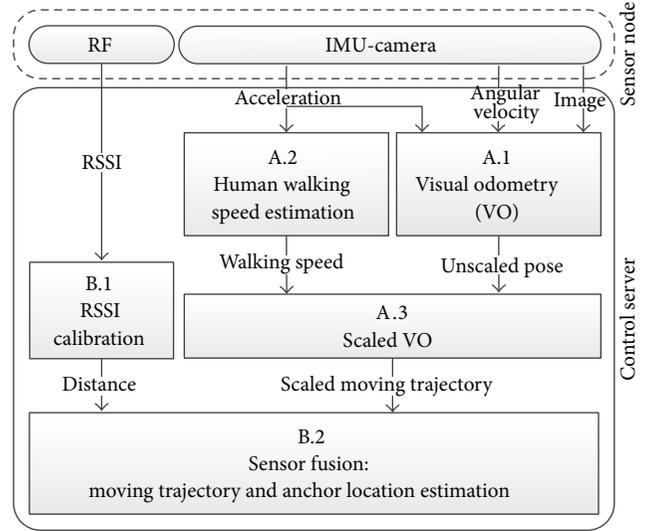 RF
IMU-camera
Sensor node
Acceleration
Angular
velocity
Image
RSSI
A.2
Human walking
speed estimation
A.1
Visual odometry
(VO)
Walking speed
Unscaled pose
B.1
RSSI
calibration
A.3
Scaled VO
Control server
Distance
Scaled moving trajectory
B.2
Sensor fusion:
moving trajectory and anchor location estimation